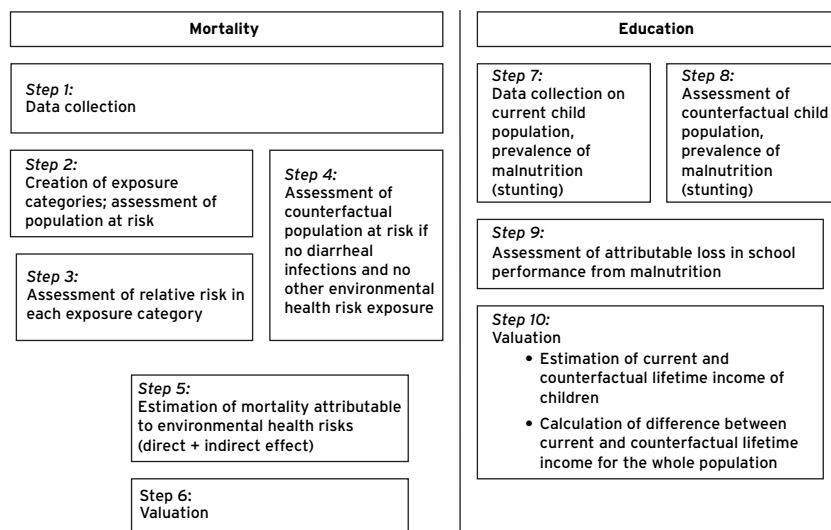 Mortality
Step 1:
Data collection
Step 2:
Creation of exposure
categories; assessment of
population at risk
Step 3:
Assessment of relative risk in
each exposure category
Step 4:
Assessment of
counterfactual
population at risk if
no diarrheal
infections and no
other environmental
health risk exposure
Step 5:
Estimation of mortality attributable
to environmental health risks
(direct + indirect effect)
Step 6:
Valuation
Education
Step 7:
Data collection on
current child
population,
prevalence of
malnutrition
(stunting)
Step 8:
Assessment of
counterfactual child
population,
prevalence of
malnutrition
(stunting)
Step 9:
Assessment of attributable loss in school
performance from malnutrition
Step 10:
Valuation
• Estimation of current and
counterfactual lifetime income of
children
• Calculation of difference between
current and counterfactual lifetime
income for the whole population